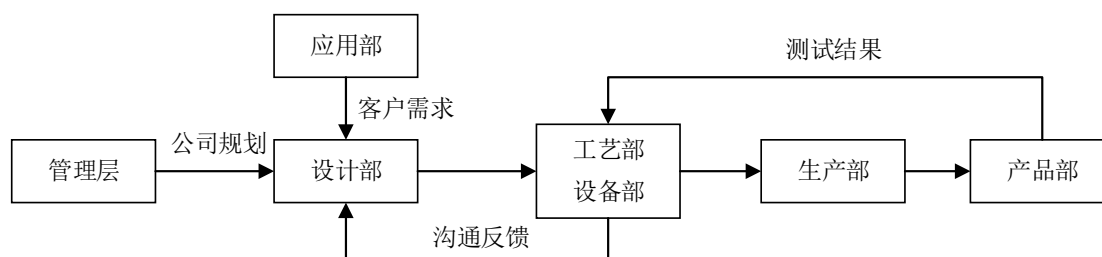 应用部
测试结果
客户需求
公司规划
管理层
设计部
工艺部
设备部
生产部
产品部
沟通反馈